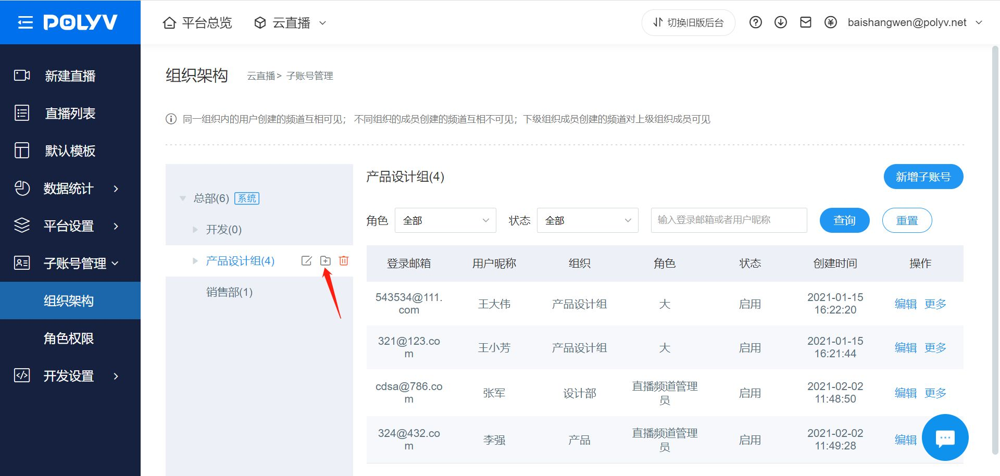 POLYV
平台总览
云直播
切换旧版后台
baishangwen@polyv.net
新建直播
直播列表
默认模板
数据统计
平台设置
子账号管理
组织架构
角色权限
开发设置
组织架构
云直播> 子账号管理
同一组织内的用户创建的频道互相可见; 不同组织的成员创建的频道互相不可见; 下级组织成员创建的频道对上级组织成员可见
总部(6) 系统
开发(0)
产品设计组(4)
销售部(1)
产品设计组(4)
新增子账号
角色 全部 状态 全部 输入登录邮箱或者用户昵称 查询 重置
登录邮箱 用户昵称 组织 角色 状态 创建时间 操作
543534@111.
com
王大伟 产品设计组 大 启用
2021-01-15
16:22:20
编辑 更多
321@123.co
m
王小芳 产品设计组 大 启用
2021-01-15
16:21:44
编辑 更多
cdsa@786.co
m
张军 设计部
直播频道管理
员
启用
2021-02-02
11:48:50
编辑 更多
324@432.co
m
李强 产品
直播频道管理
员
启用
2021-02-02
11:49:28
编辑